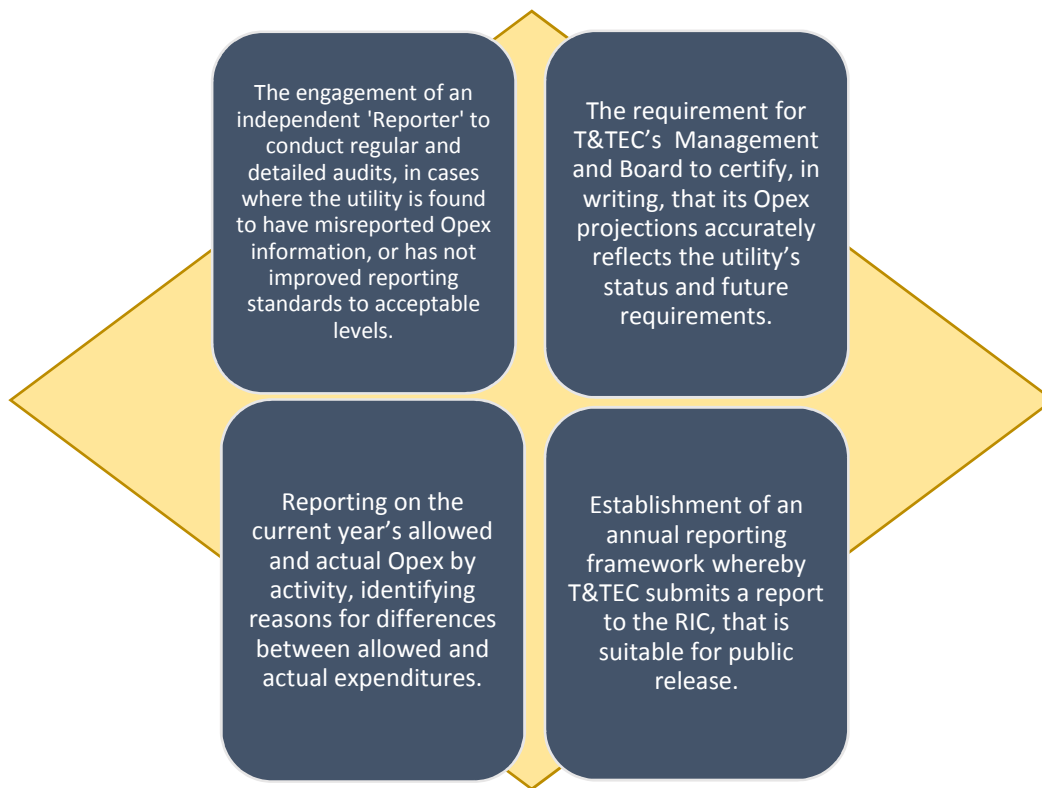 The engagement of an
independent 'Reporter' to
conduct regular and
detailed audits, in cases
where the utility is found
to have misreported Opex
information, or has not
improved reporting
standards to acceptable
levels.
The requirement for
T&TEC’s  Management
and Board to certify, in
writing, that its Opex
projections accurately
reflects the utility’s
status and future
requirements.
Reporting on the
current year’s allowed
and actual Opex by
activity, identifying
reasons for differences
between allowed and
actual expenditures.
Establishment of an
annual reporting
framework whereby
T&TEC submits a report
to the RIC, that is
suitable for public
release.